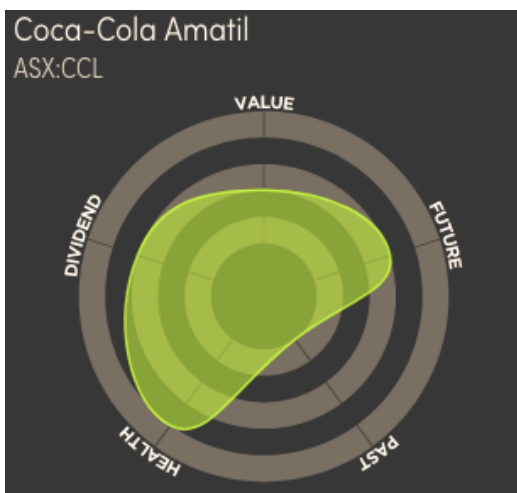 Coca-Cola Amatil
ASX:CCL
VALUE
FUTURE
PAST
HEALTH
DIVIDEND